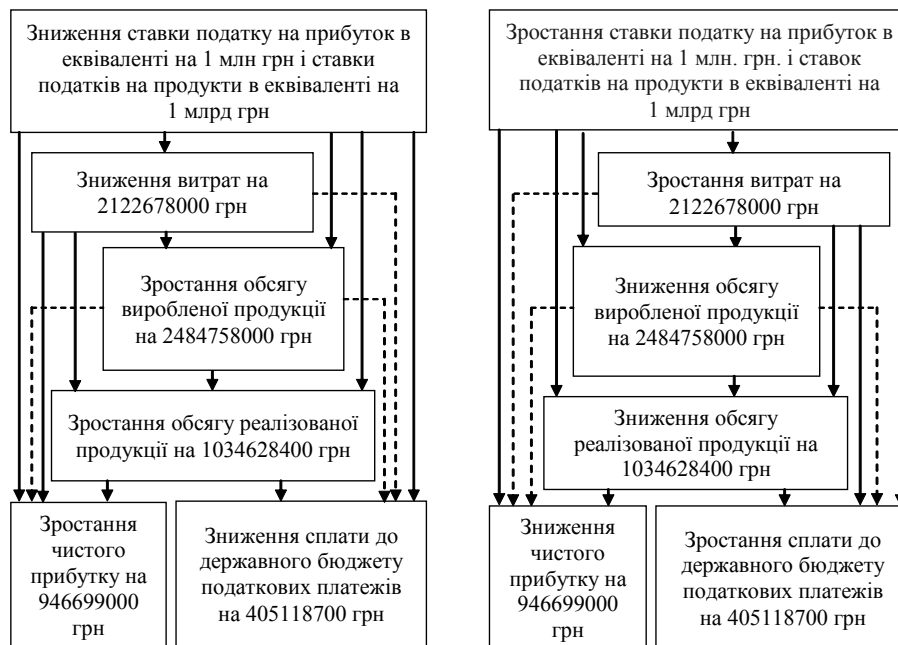 Зниження ставки податку на прибуток в
еквіваленті на 1 млн грн і ставки
податків на продукти в еквіваленті на
1 млрд грн
Зниження витрат на
2122678000 грн
Зростання обсягу
виробленої продукції
на 2484758000 грн
Зростання обсягу реалізованої
продукції на 1034628400 грн
Зростання
чистого
прибутку на
946699000
грн
Зниження сплати до
державного бюджету
податкових платежів
на 405118700 грн
Зростання ставки податку на прибуток в
еквіваленті на 1 млн. грн. і ставок
податків на продукти в еквіваленті на
1 млрд грн
Зростання витрат на
2122678000 грн
Зниження обсягу
виробленої продукції
на 2484758000 грн
Зниження обсягу
реалізованої продукції на
1034628400 грн
Зниження
чистого
прибутку на
946699000
грн
Зростання сплати до
державного бюджету
податкових платежів
на 405118700 грн